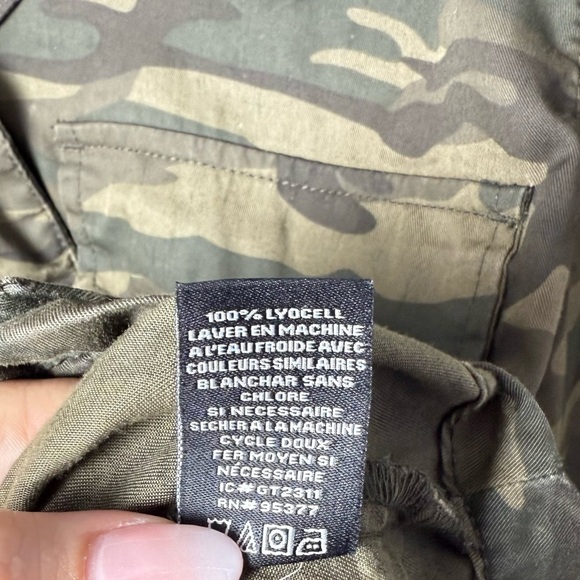 100% LYOCELL
LAVER EN MACHINE
A L'EAU FROIDE AVEC
COULEURS SIMILAIRES
BLANCHAR SANS
CHLORE
SI NECESSAIRE
SECHER A LA MACHINE
CYCLE DOUX
FER MOYEN SI
NÉCESSAIRE
IC# GT2311
RN# 95377